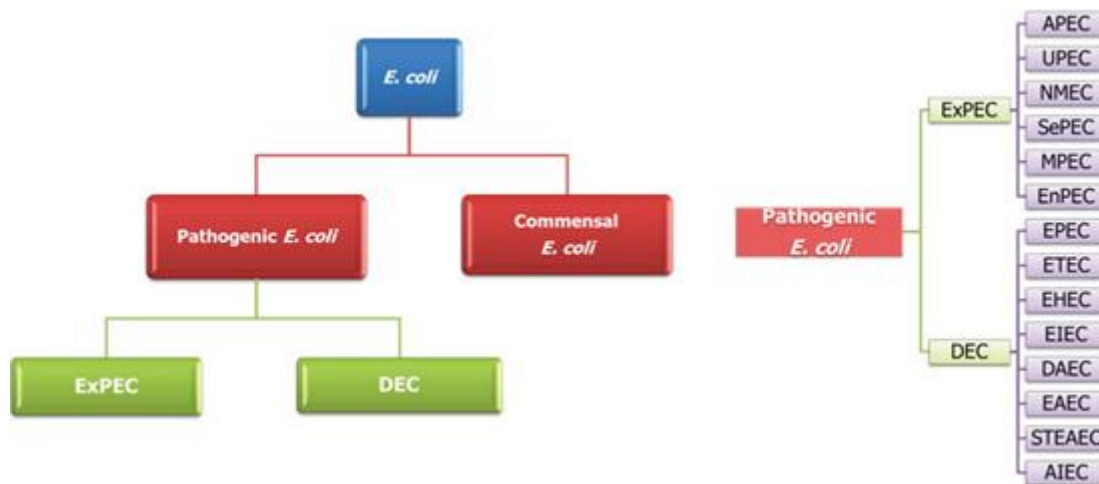 E. coli
Pathogenic E. coli
Commensal
E. coli
ExPEC
DEC
Pathogenic
E. coli
ExPEC
DEC
APEC
UPEC
NMEC
SePEC
MPEC
EnPEC
EPEC
ETEC
EHEC
EIEC
DAEC
EAEC
STEAEC
AIEC